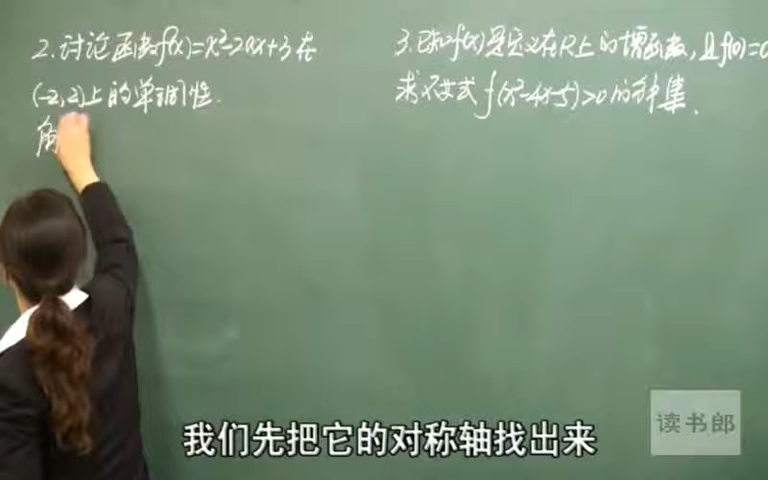 2.讨论函数f(x)=x²-2ax+3在
(-2,2)上的单调性.
3.已知f(x)是定义在R上的增函数,且f(0)=0
求不等式f(x²-4x-5)>0的解集.
我们先把它的对称轴找出来
读书郎